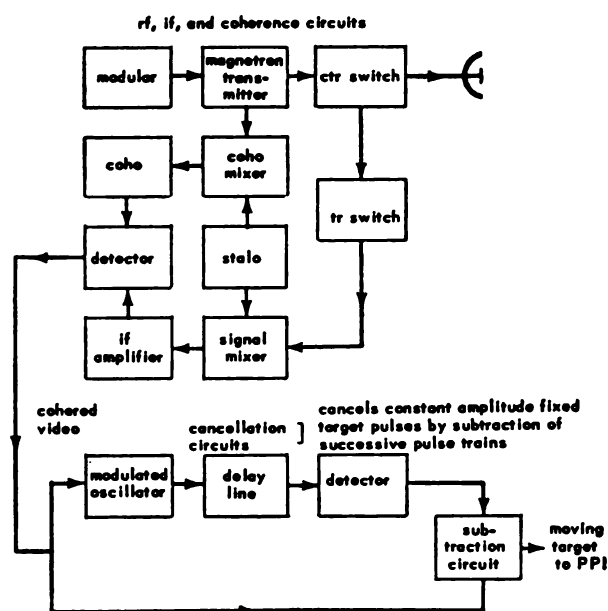 rf, if, and coherence circuits
modular
magnetron
trans-
mitter
ctr switch
coho
coho
mixer
tr switch
detector
stalo
if
amplifier
signal
mixer
cohered
video
cancellation
circuits
cancels constant amplitude fixed
target pulses by subtraction of
successive pulse trains
modulated
oscillator
delay
line
detector
sub-
traction
circuit
moving
target
to PPI